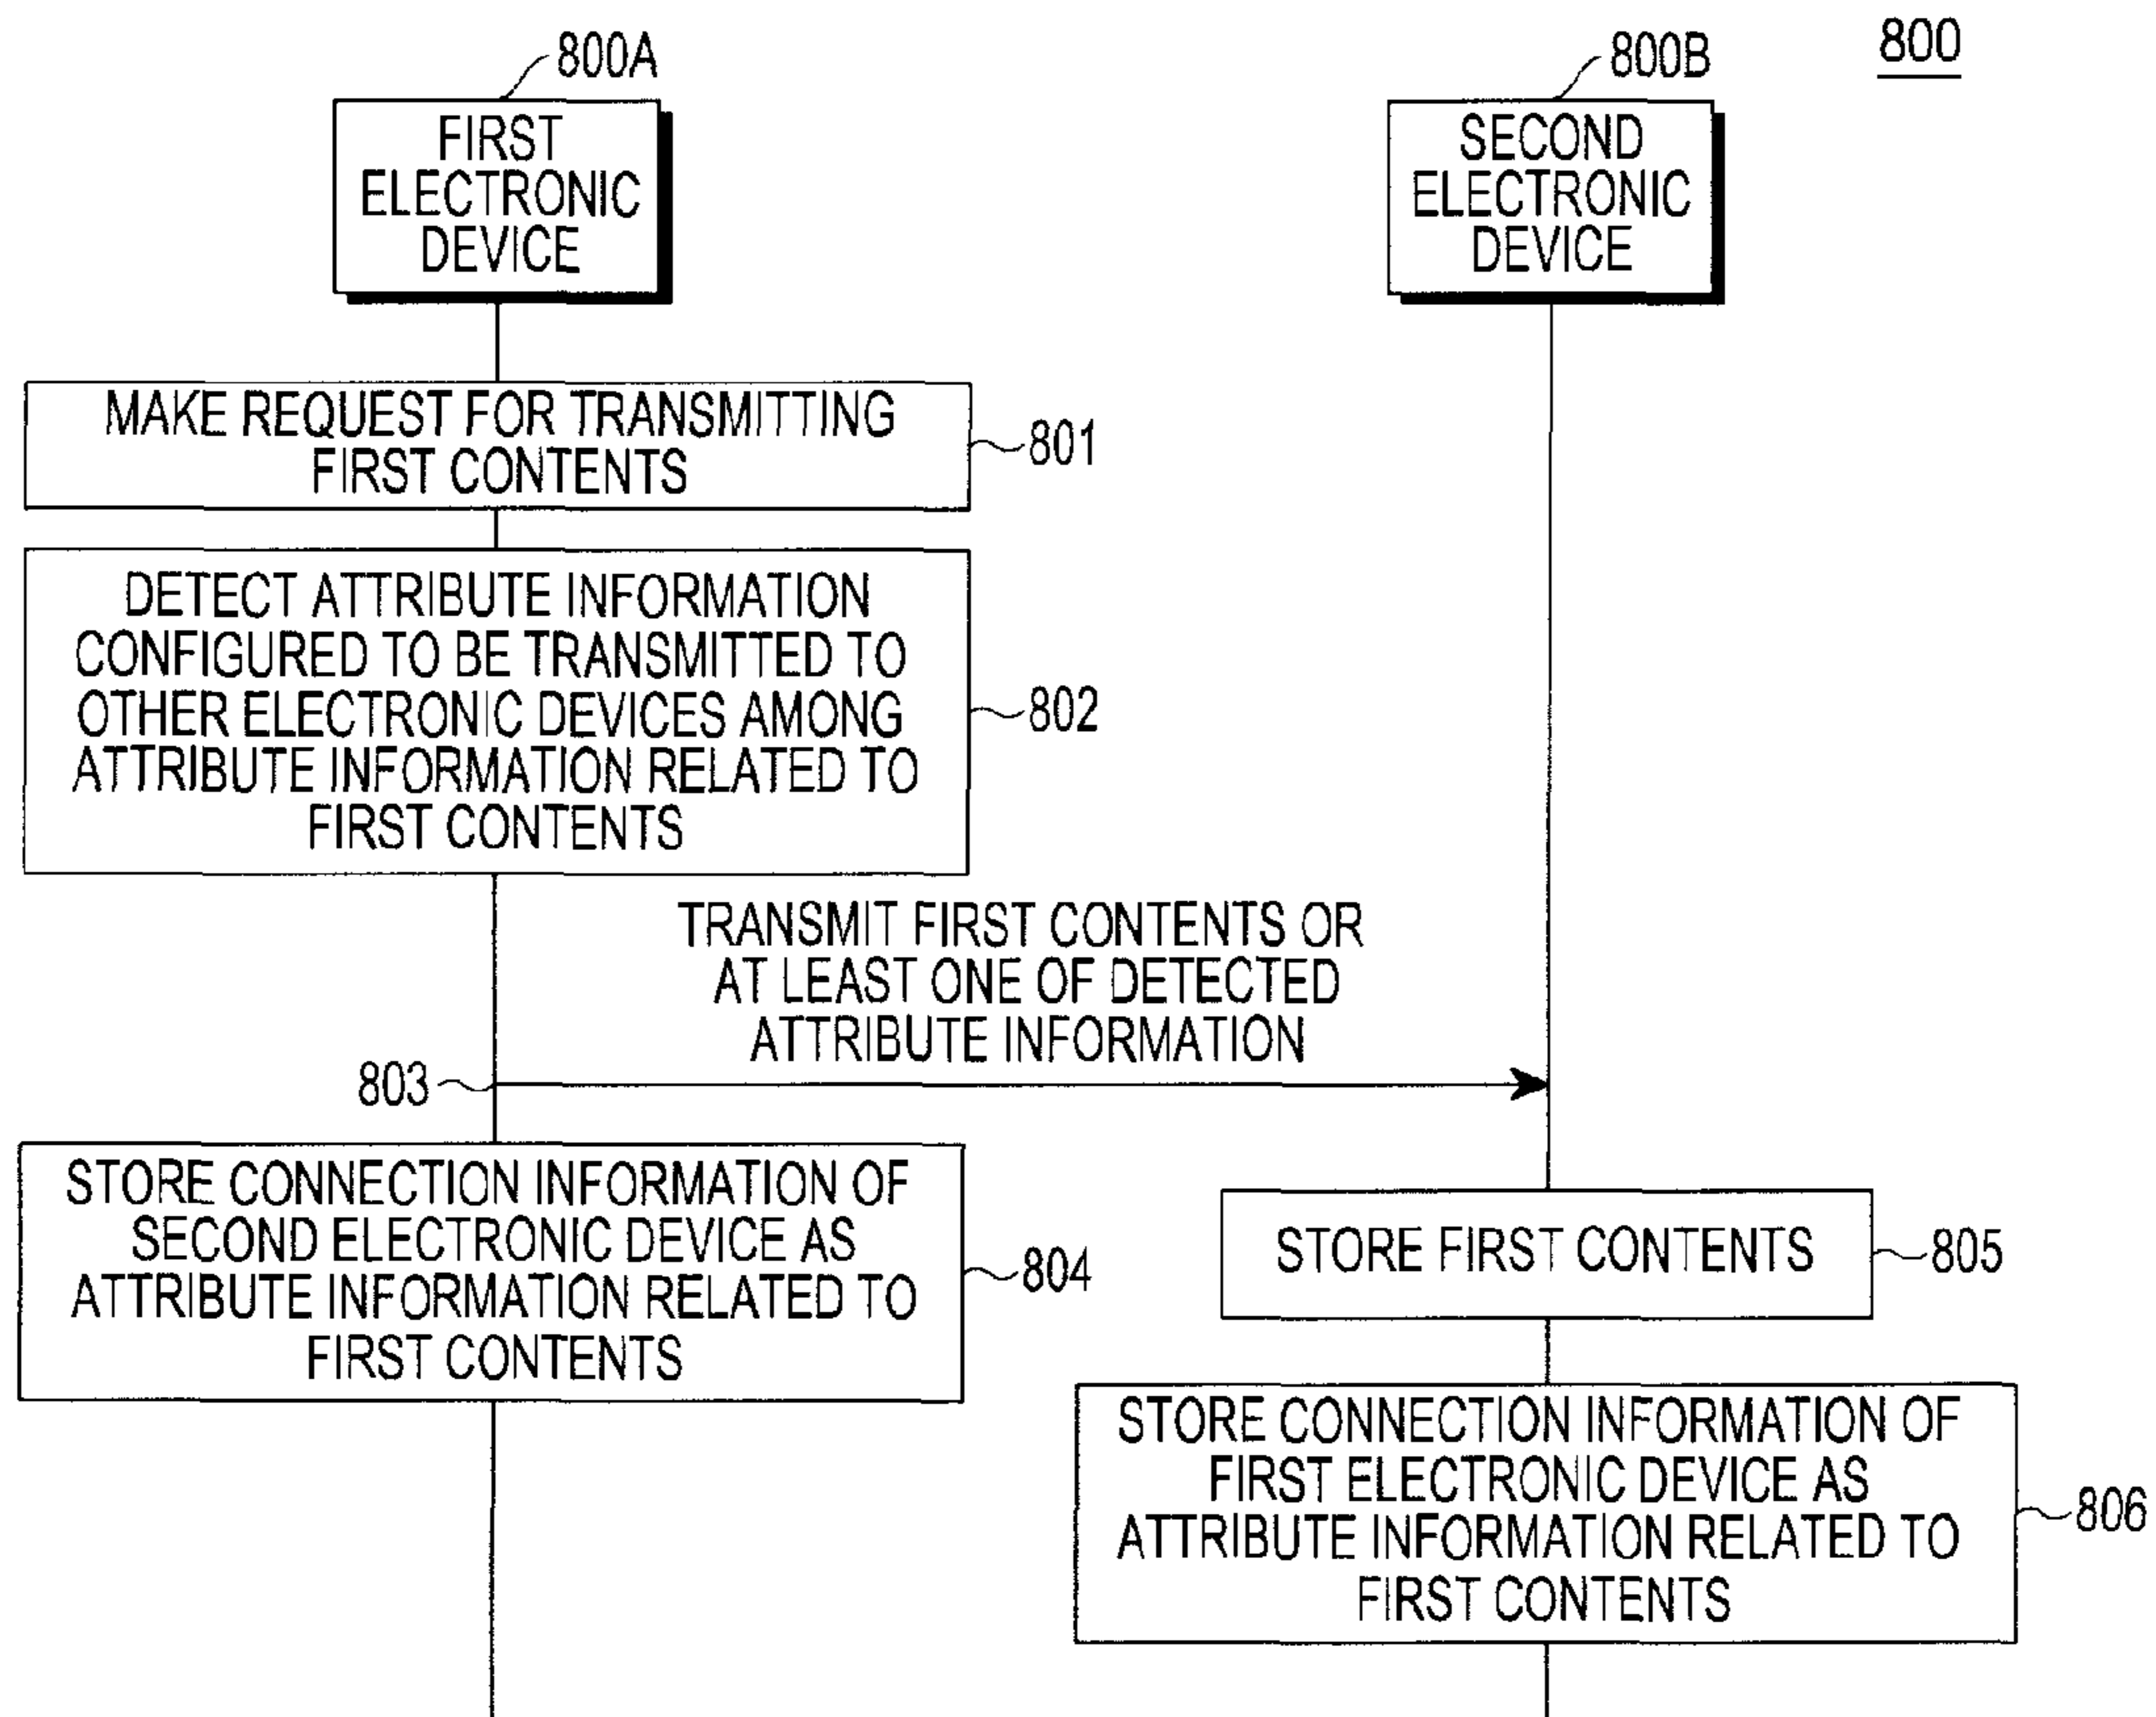 800
800A
800B
FIRST
ELECTRONIC
DEVICE
SECOND
ELECTRONIC
DEVICE
MAKE REQUEST FOR TRANSMITTING
FIRST CONTENTS
801
DETECT ATTRIBUTE INFORMATION
CONFIGURED TO BE TRANSMITTED TO
OTHER ELECTRONIC DEVICES AMONG
ATTRIBUTE INFORMATION RELATED TO
FIRST CONTENTS
802
TRANSMIT FIRST CONTENTS OR
AT LEAST ONE OF DETECTED
ATTRIBUTE INFORMATION
803
STORE CONNECTION INFORMATION OF
SECOND ELECTRONIC DEVICE AS
ATTRIBUTE INFORMATION RELATED TO
FIRST CONTENTS
804
STORE FIRST CONTENTS
805
STORE CONNECTION INFORMATION OF
FIRST ELECTRONIC DEVICE AS
ATTRIBUTE INFORMATION RELATED TO
FIRST CONTENTS
806